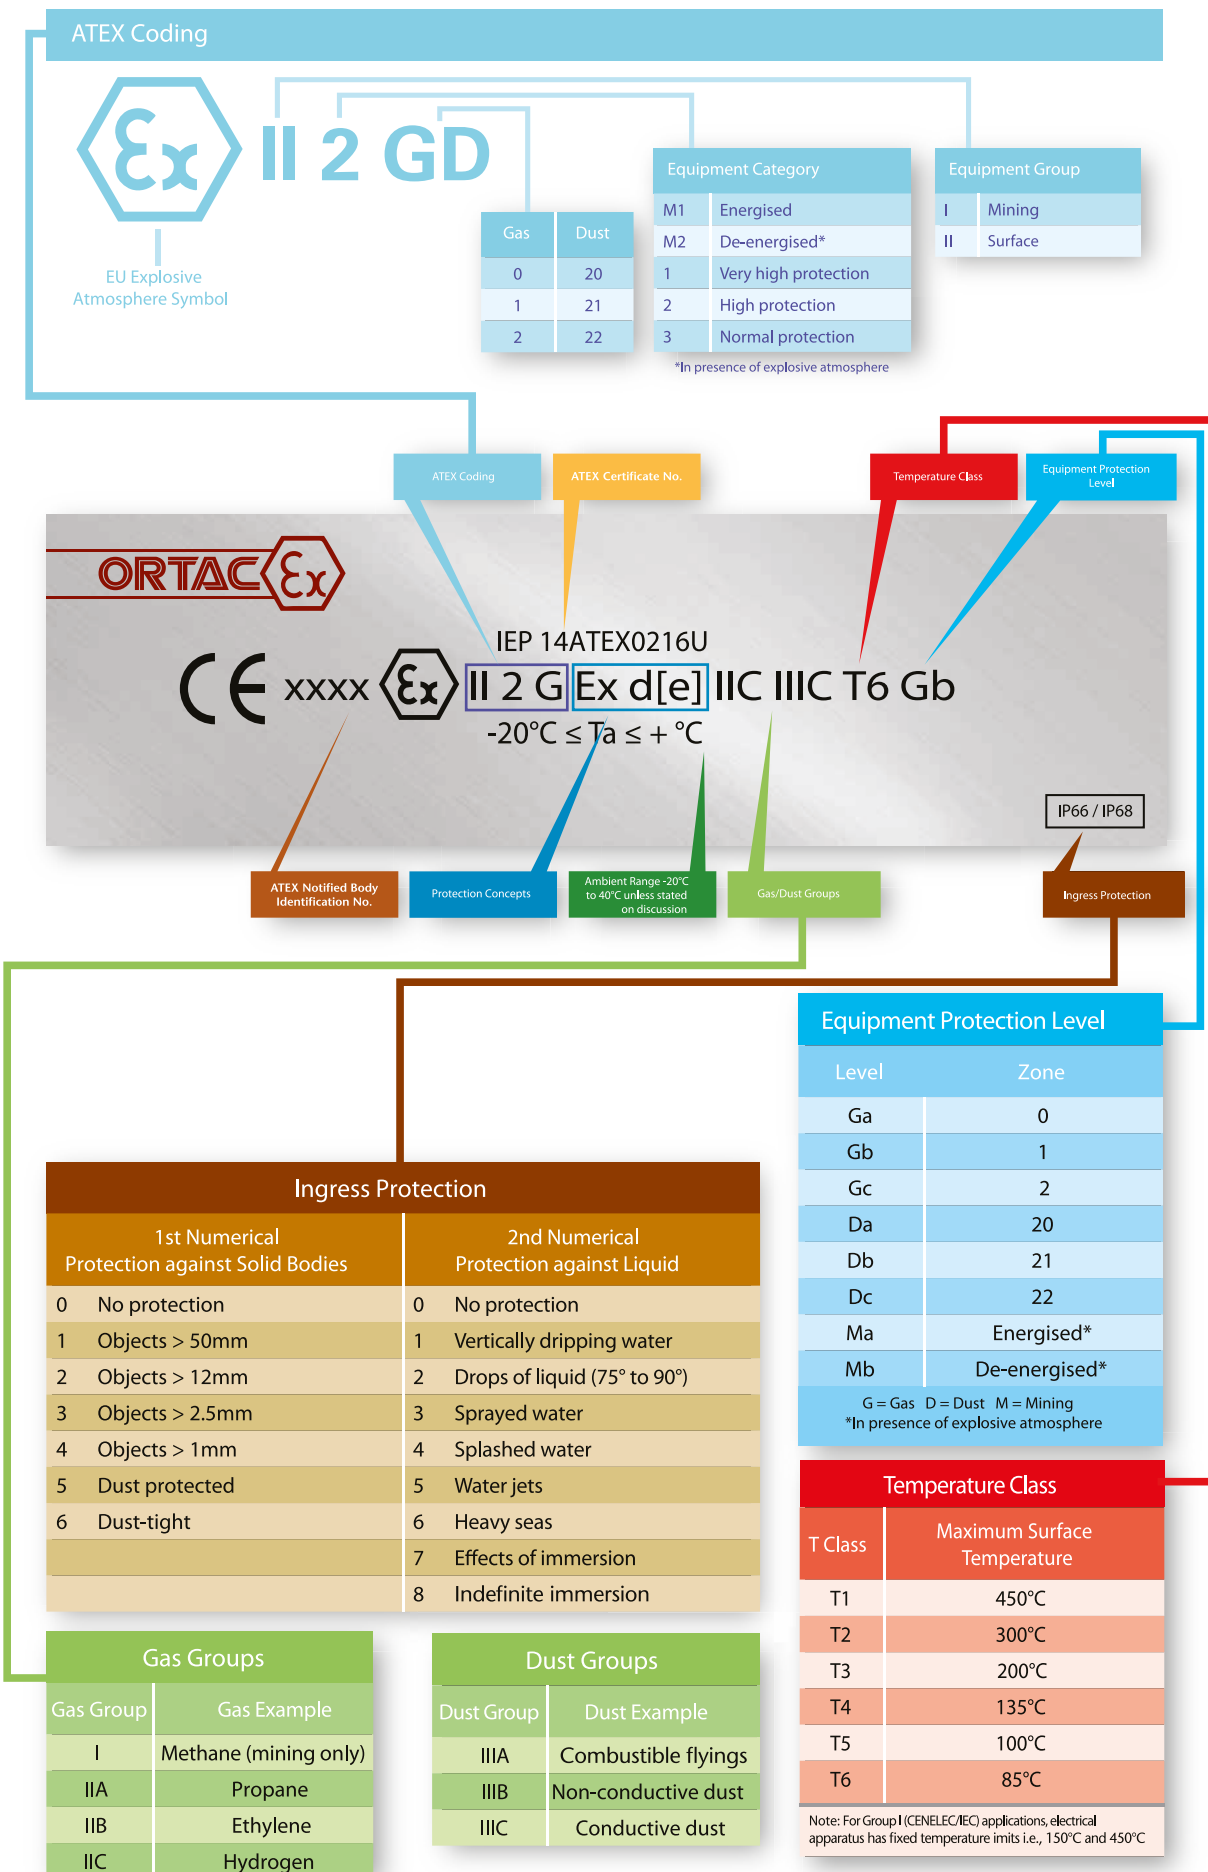 ATEX Coding
Ex II 2 GD
EU Explosive
Atmosphere Symbol
Gas Dust
0 20
1 21
2 22
Equipment Category
M1 Energised
M2 De-energised*
1 Very high protection
2 High protection
3 Normal protection
*In presence of explosive atmosphere
Equipment Group
I Mining
II Surface
ATEX Coding
ATEX Certificate No.
Temperature Class
Equipment Protection
Level
ORTAC Ex
IEP 14ATEX0216U
CE xxxx Ex II 2 G Ex d[e] IIC IIIC T6 Gb
-20°C ≤ Ta ≤ + °C
IP66 / IP68
ATEX Notified Body
Identification No.
Protection Concepts
Ambient Range -20°C
to 40°C unless stated
on discussion
Gas/Dust Groups
Ingress Protection
Equipment Protection Level
Level Zone
Ga 0
Gb 1
Gc 2
Da 20
Db 21
Dc 22
Ma Energised*
Mb De-energised*
G = Gas D = Dust M = Mining
*In presence of explosive atmosphere
Ingress Protection
1st Numerical
Protection against Solid Bodies
2nd Numerical
Protection against Liquid
0 No protection 0 No protection
1 Objects > 50mm 1 Vertically dripping water
2 Objects > 12mm 2 Drops of liquid (75° to 90°)
3 Objects > 2.5mm 3 Sprayed water
4 Objects > 1mm 4 Splashed water
5 Dust protected 5 Water jets
6 Dust-tight 6 Heavy seas
7 Effects of immersion
8 Indefinite immersion
Temperature Class
T Class
Maximum Surface
Temperature
T1 450°C
T2 300°C
T3 200°C
T4 135°C
T5 100°C
T6 85°C
Note: For Group I (CENELEC/IEC) applications, electrical
apparatus has fixed temperature imits i.e., 150°C and 450°C
Gas Groups
Gas Group Gas Example
I Methane (mining only)
IIA Propane
IIB Ethylene
IIC Hydrogen
Dust Groups
Dust Group Dust Example
IIIA Combustible flyings
IIIB Non-conductive dust
IIIC Conductive dust